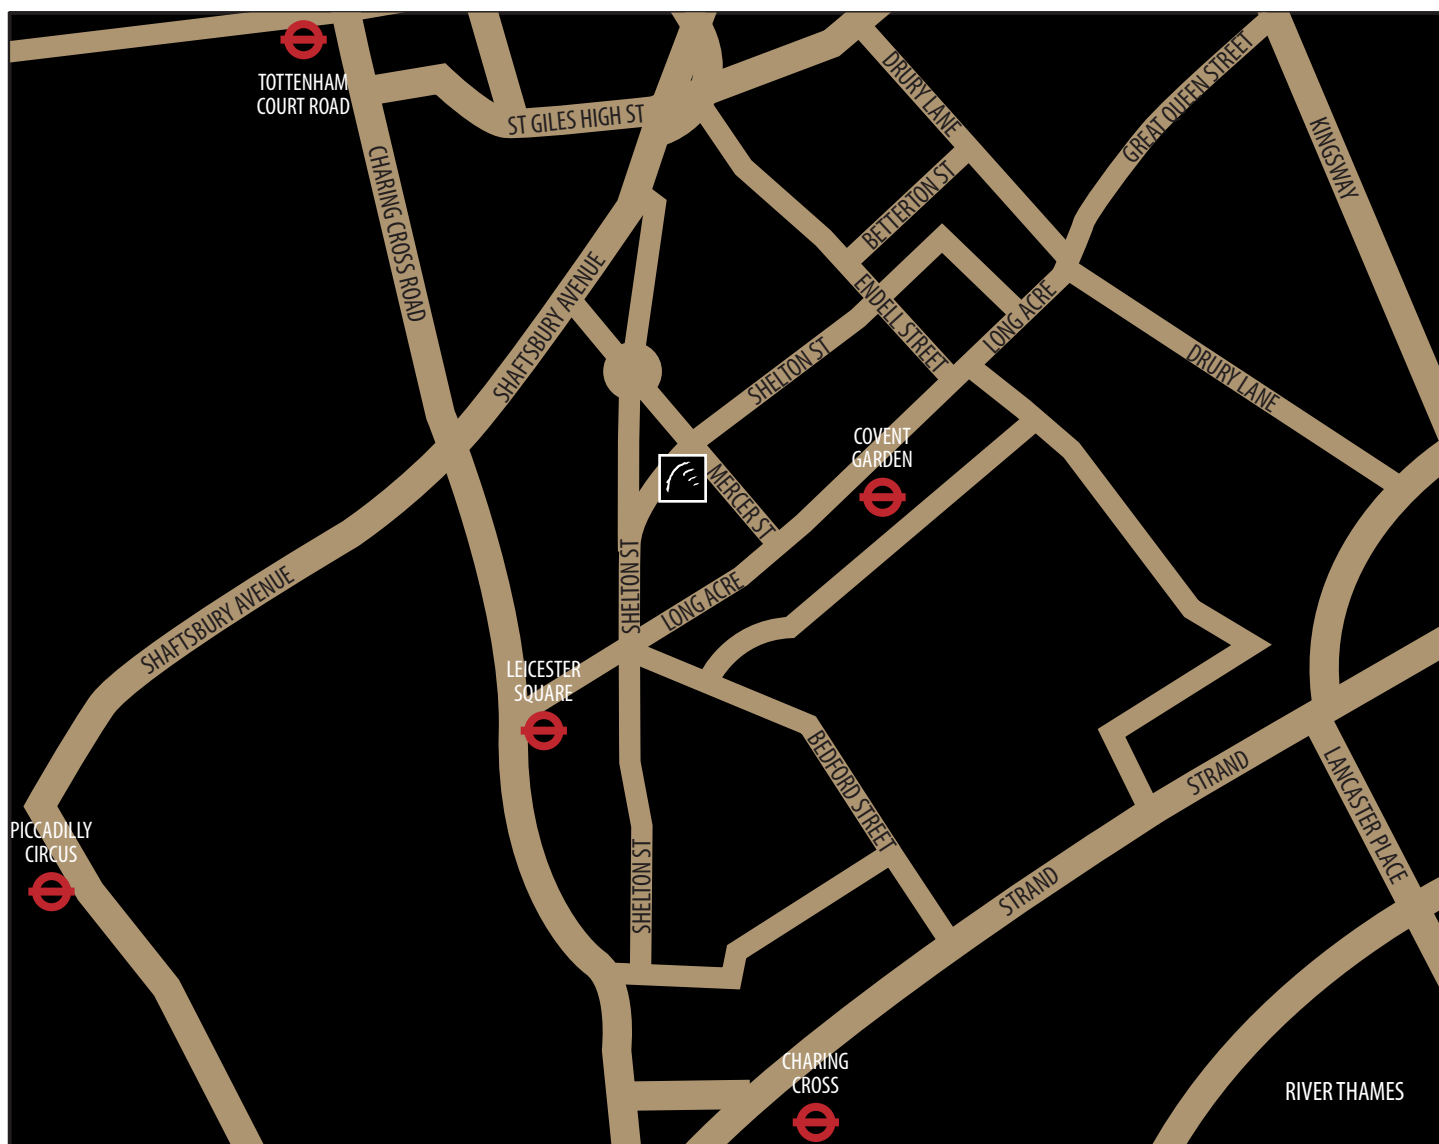 TOTTENHAM
COURT ROAD
ST GILES HIGH ST
DRURY LANE
GREAT QUEEN STREET
KINGSWAY
CHARING CROSS ROAD
BETTERTON ST
SHAFTSBURY AVENUE
ENDELL STREET
LONG ACRE
SHELTON ST
DRURY LANE
COVENT
GARDEN
MERCER ST
SHELTON ST
LONG ACRE
SHAFTSBURY AVENUE
LEICESTER
SQUARE
BEDFORD STREET
STRAND
LANCASTER PLACE
PICCADILLY
CIRCUS
SHELTON ST
STRAND
CHARING
CROSS
RIVER THAMES